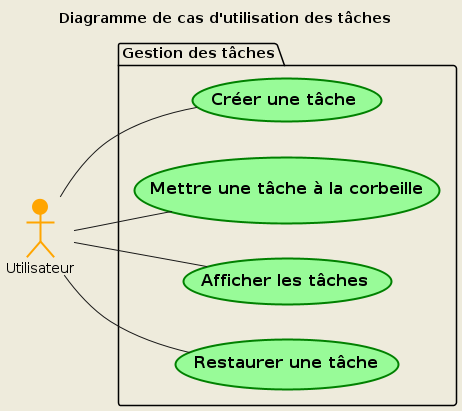 Diagramme de cas d'utilisation des tâches
Gestion des tâches
Créer une tâche
Mettre une tâche à la corbeille
Afficher les tâches
Utilisateur
Restaurer une tâche